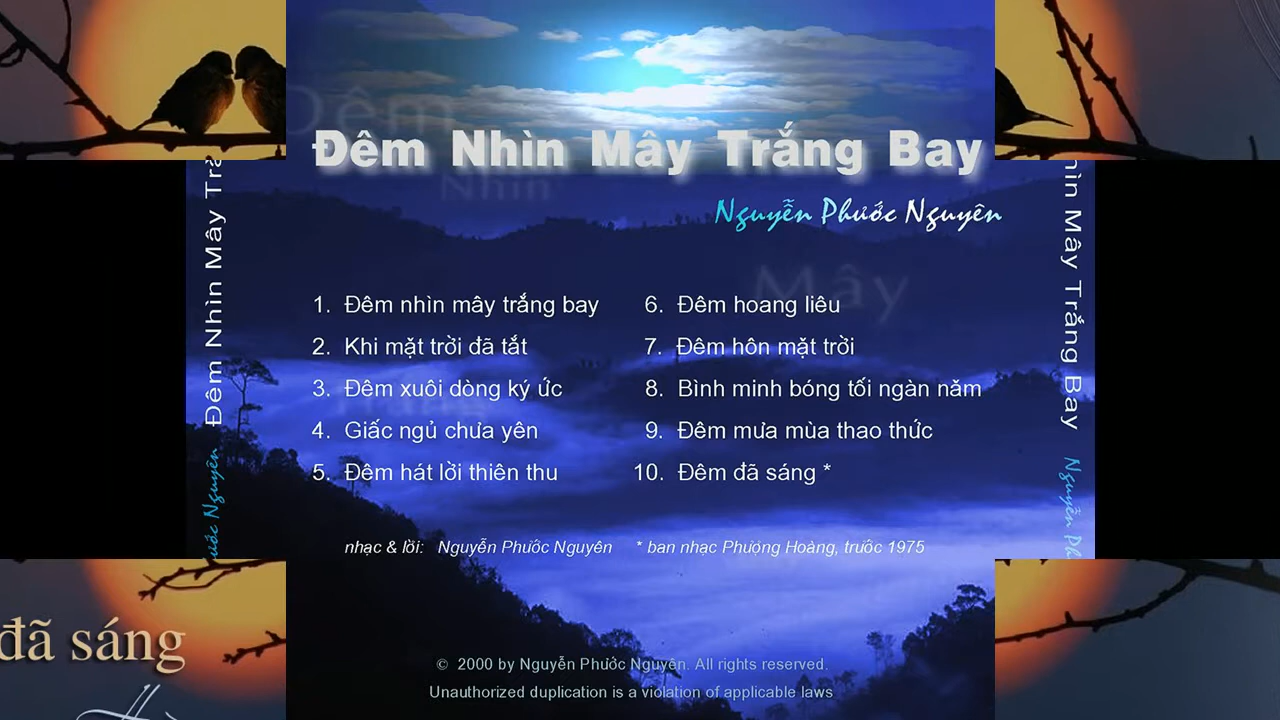 Đêm
Nhìn
Đêm Nhìn Mây Trắng Bay
Nguyễn Phước Nguyên
Mây
Trắng
1. Đêm nhìn mây trắng bay
2. Khi mặt trời đã tắt
3. Đêm xuôi dòng ký ức
4. Giấc ngủ chưa yên
5. Đêm hát lời thiên thu
6. Đêm hoang liêu
7. Đêm hôn mặt trời
8. Bình minh bóng tối ngàn năm
9. Đêm mưa mùa thao thức
10. Đêm đã sáng *
nhạc & lời: Nguyễn Phước Nguyên * ban nhạc Phượng Hoàng, trước 1975
© 2000 by Nguyễn Phước Nguyên. All rights reserved.
Unauthorized duplication is a violation of applicable laws
Đêm Nhìn Mây
Nguyên
Mây Trắng Bay
Nguyễn
đã sáng